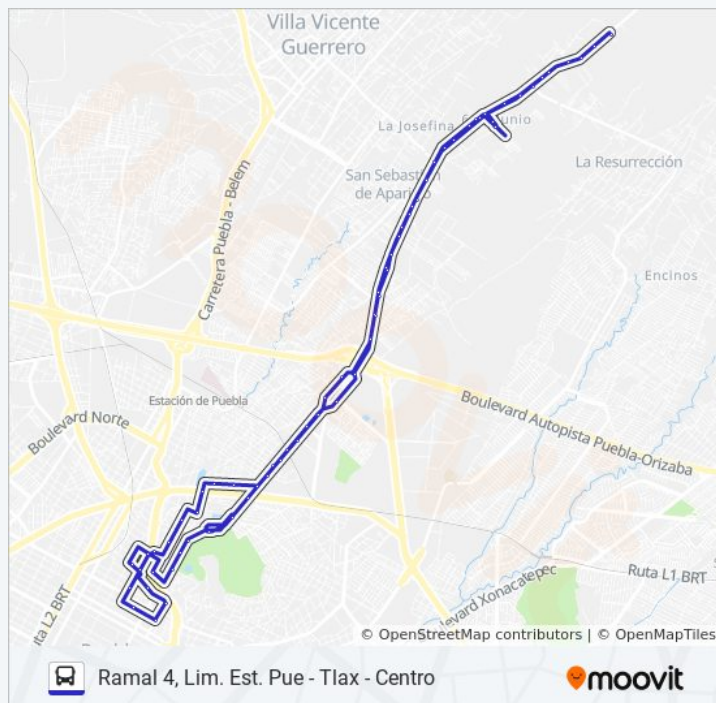 Villa Vicente
Guerrero
La Josefina
unio
La Resurrección
San Sebastián
de Aparicio
Carretera Puebla - Belem
Encinos
Estación de Puebla
Boulevard Norte
Boulevard Autopista Puebla-Orizaba
Ruta L1 BRT
Boulevard Xonacatepec
uta L2 BRT
© OpenStreetMap contributors | © OpenMapTiles
Ramal 4, Lim. Est. Pue - Tlax - Centro
moovit